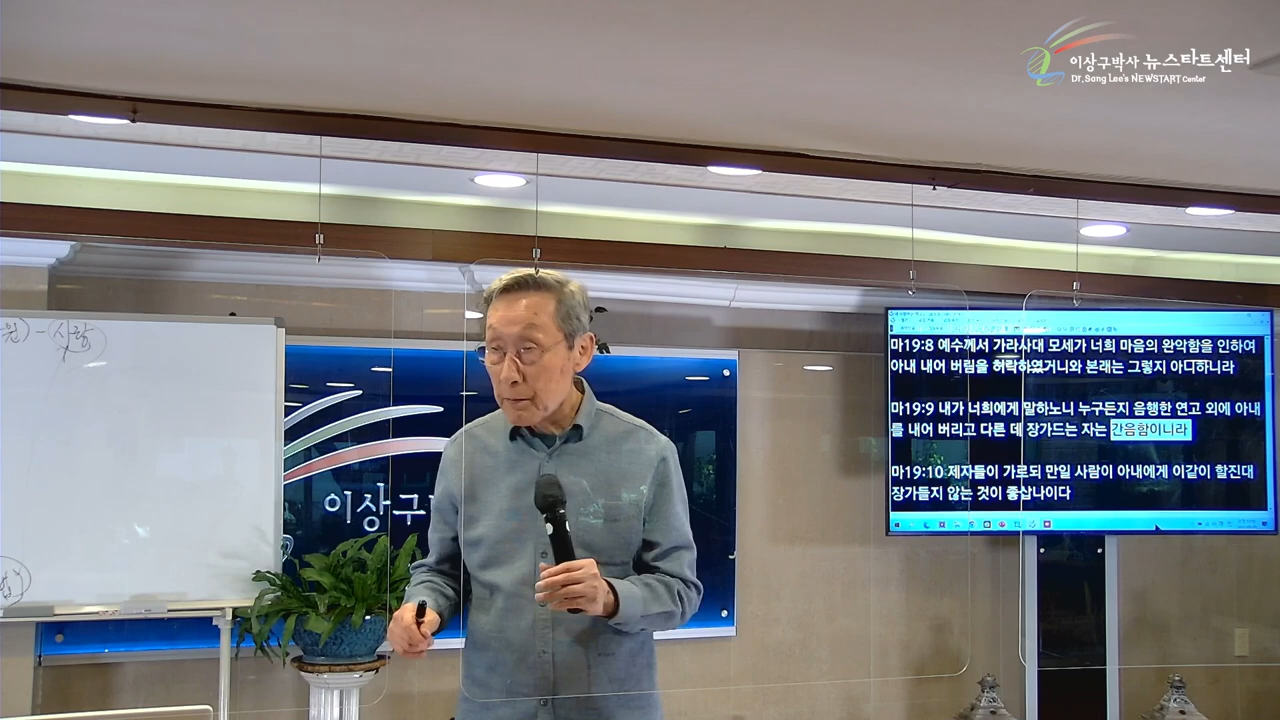 이상구박사 뉴스타트센터
Dr. Sang Lee's NEWSTART Center
원) - 사랑
이상구
마19:8 예수께서 가라사대 모세가 너희 마음의 완악함을 인하여
아내 내어 버림을 허락하였거니와 본래는 그렇지 아디하니라
마19:9 내가 너희에게 말하노니 누구든지 음행한 연고 외에 아내
를 내어 버리고 다른 데 장가드는 자는 간음함이니라
마19:10 제자들이 가로되 만일 사람이 아내에게 이같이 할진대
장가들지 않는 것이 좋삽나이다